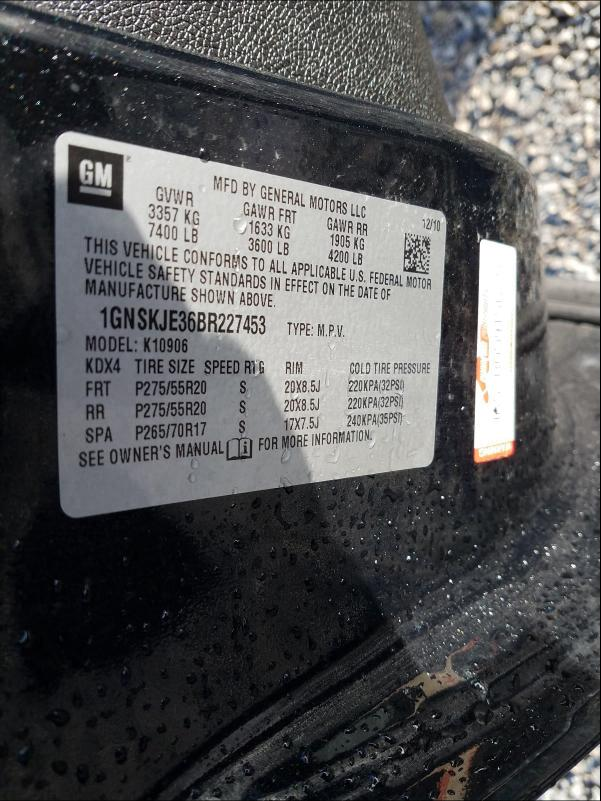 GM
MFD BY GENERAL MOTORS LLC
GVWR GAWR FRT GAWR RR 12/10
3357 KG 1633 KG 1905 KG
7400 LB 3600 LB 4200 LB
THIS VEHICLE CONFORMS TO ALL APPLICABLE U.S. FEDERAL MOTOR
VEHICLE SAFETY STANDARDS IN EFFECT ON THE DATE OF
MANUFACTURE SHOWN ABOVE.
1GNSKJE36BR227453 TYPE: M.P.V.
MODEL: K10906
KDX4 TIRE SIZE SPEED RTG RIM COLD TIRE PRESSURE
FRT P275/55R20 S 20X8.5J 220KPA(32PSI)
RR P275/55R20 S 20X8.5J 220KPA(32PSI)
SPA P265/70R17 S 17X7.5J 240KPA(35PSI)
SEE OWNER'S MANUAL FOR MORE INFORMATION.